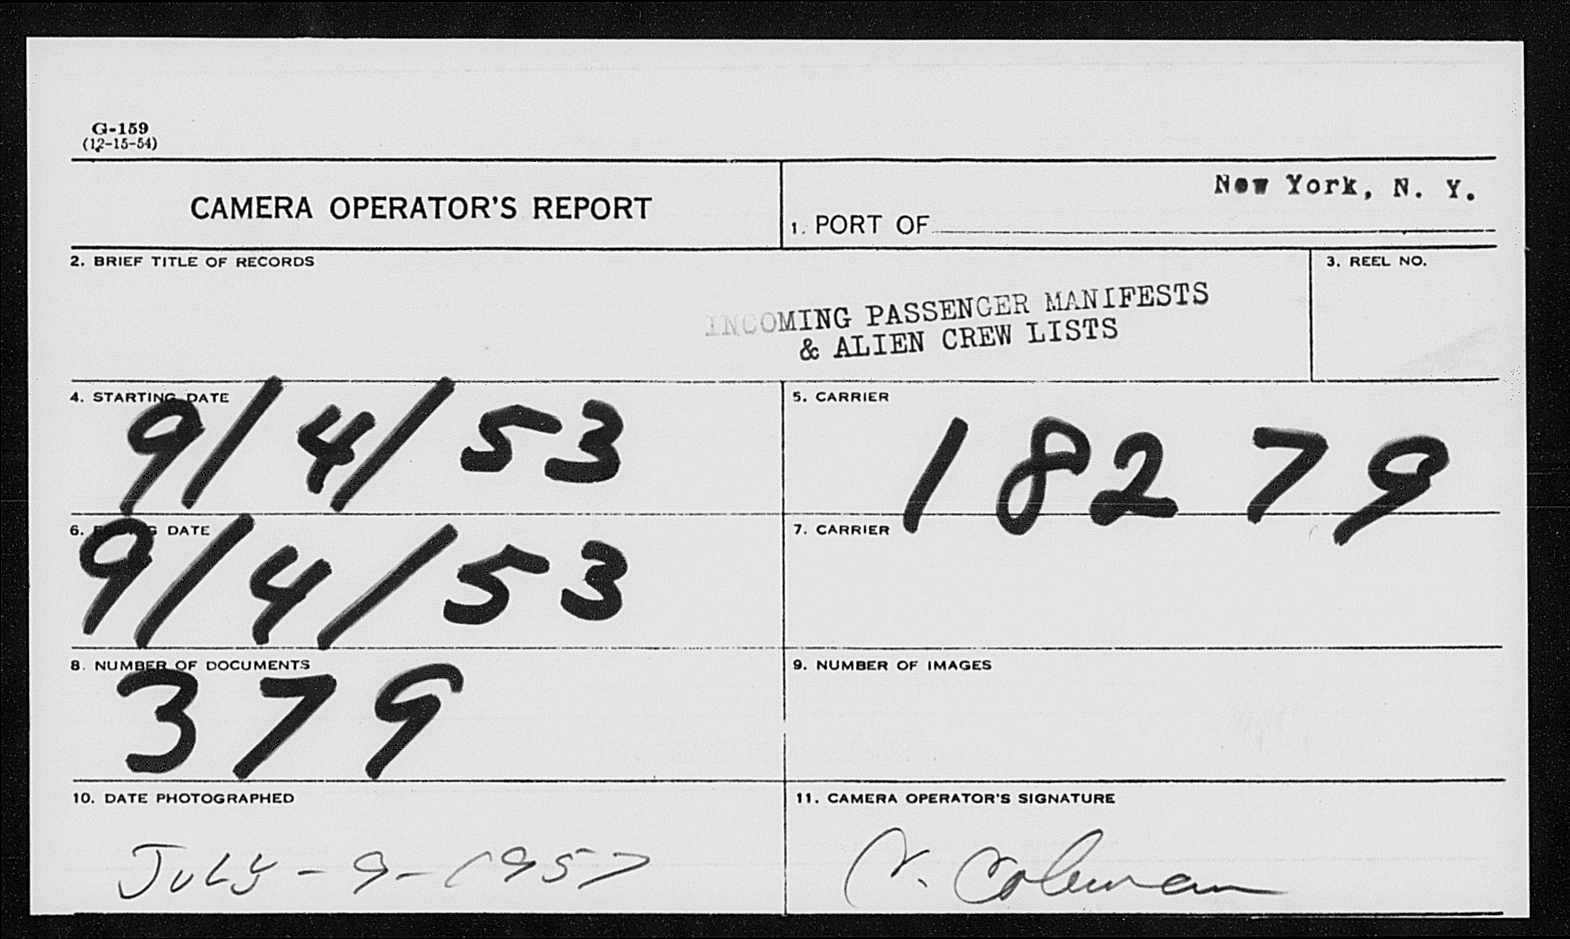 G-159
(12-15-54)
CAMERA OPERATOR'S REPORT
New York, N. Y.
1. PORT OF
2. BRIEF TITLE OF RECORDS
3. REEL NO.
INCOMING PASSENGER MANIFESTS
& ALIEN CREW LISTS
4. STARTING DATE
9/4/53
5. CARRIER
18279
6. ENDING DATE
9/4/53
7. CARRIER
8. NUMBER OF DOCUMENTS
379
9. NUMBER OF IMAGES
10. DATE PHOTOGRAPHED
July-9-1957
11. CAMERA OPERATOR'S SIGNATURE
Coleman